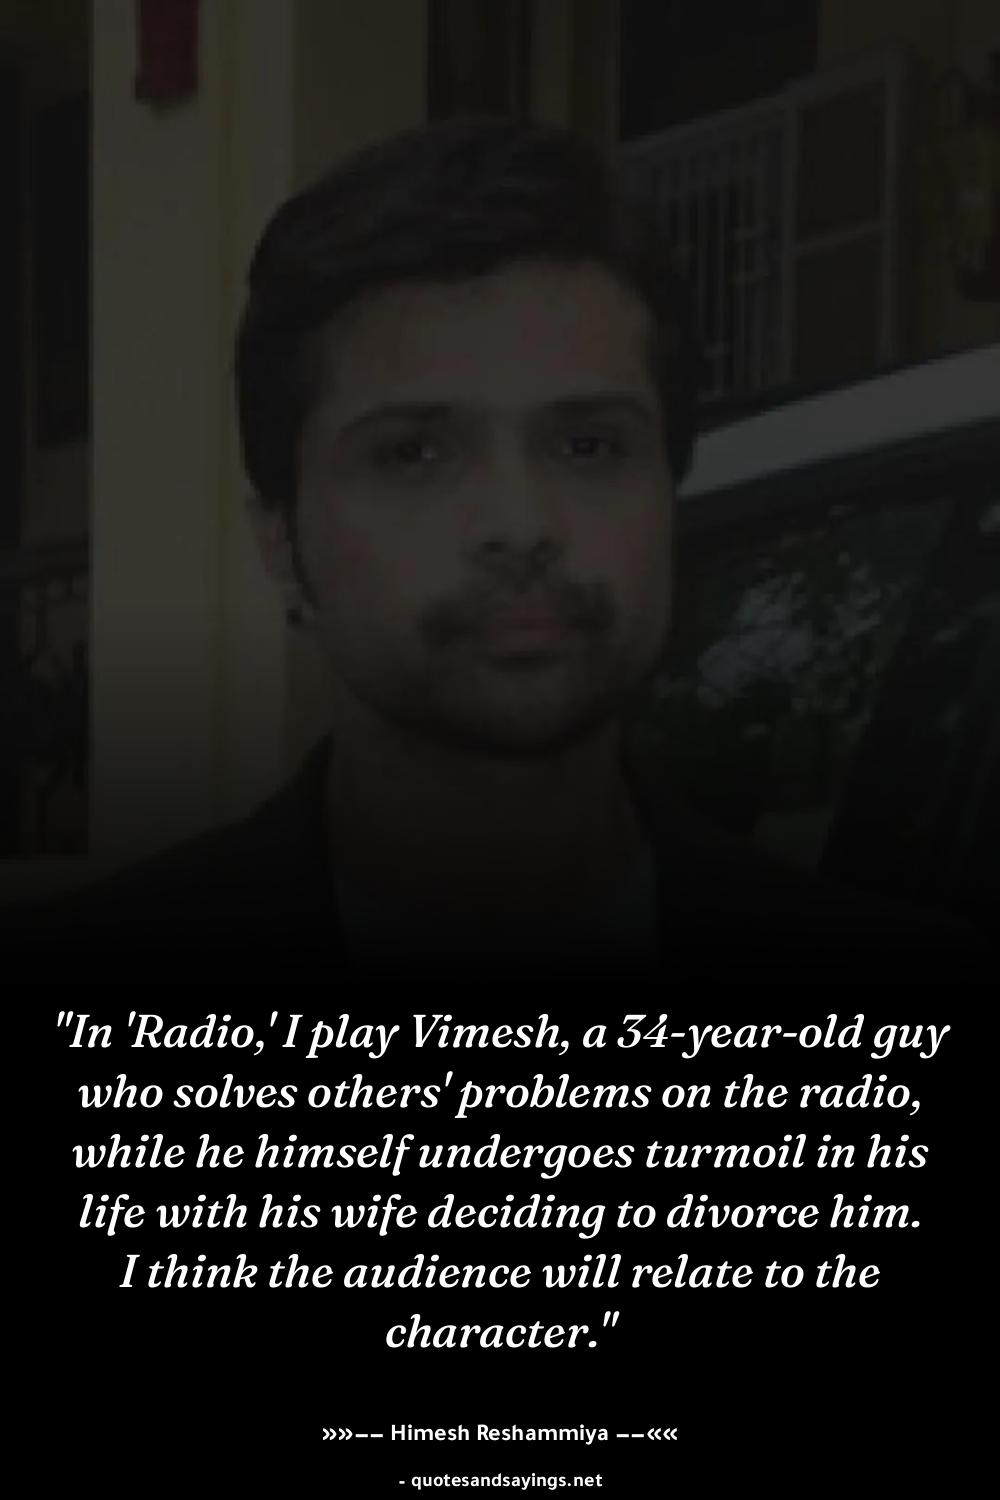 "In 'Radio,' I play Vimesh, a 34-year-old guy
who solves others' problems on the radio,
while he himself undergoes turmoil in his
life with his wife deciding to divorce him.
I think the audience will relate to the
character."
»»−− Himesh Reshammiya −−««
- quotesandsayings.net